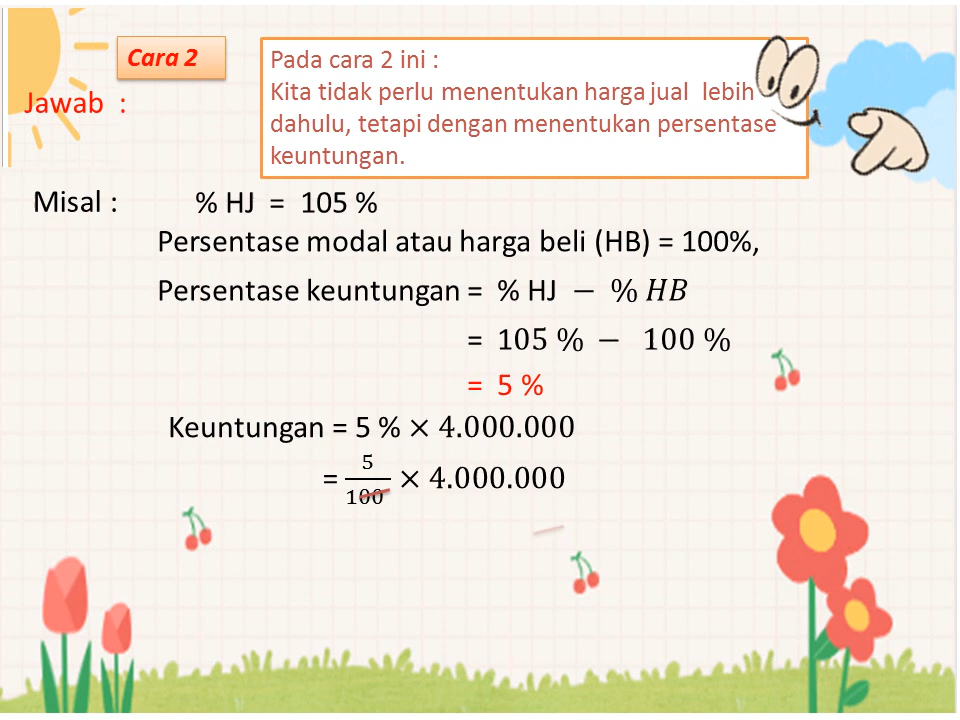 Cara 2
Jawab :
Pada cara 2 ini :
Kita tidak perlu menentukan harga jual lebih
dahulu, tetapi dengan menentukan persentase
keuntungan.
Misal : % HJ = 105 %
Persentase modal atau harga beli (HB) = 100%,
Persentase keuntungan = % HJ − % HB
= 105 % − 100 %
= 5 %
Keuntungan = 5 % × 4.000.000
= 5/100 × 4.000.000